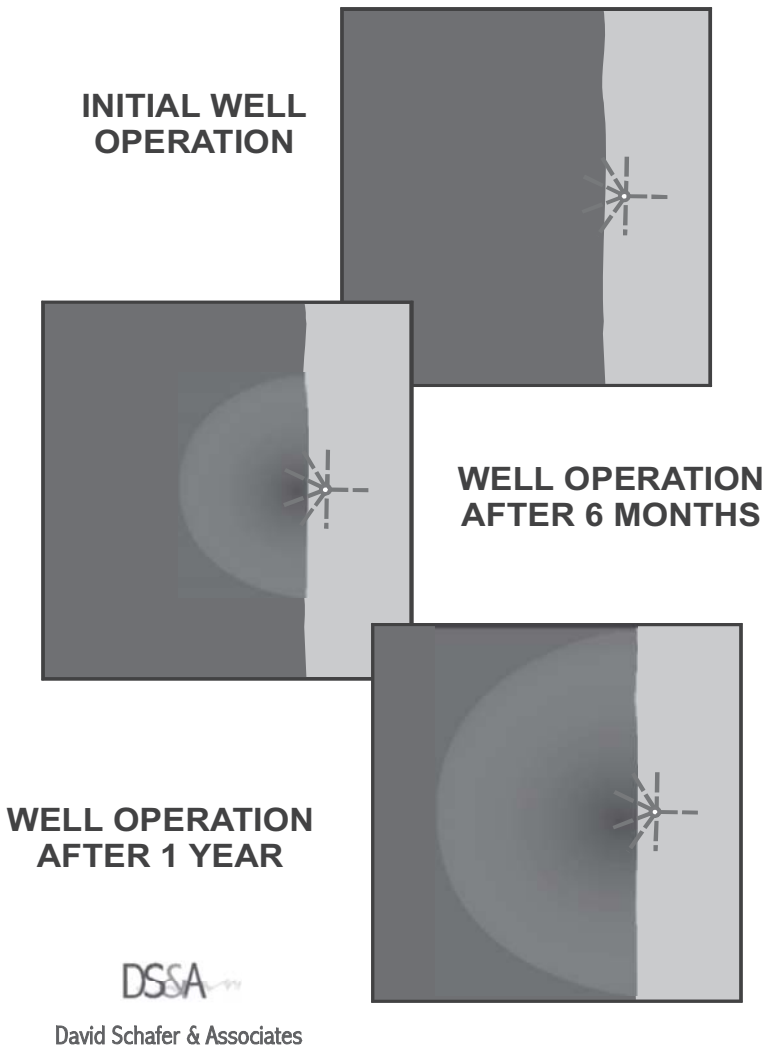 INITIAL WELL
OPERATION
WELL OPERATION
AFTER 6 MONTHS
WELL OPERATION
AFTER 1 YEAR
DS&A
David Schafer & Associates